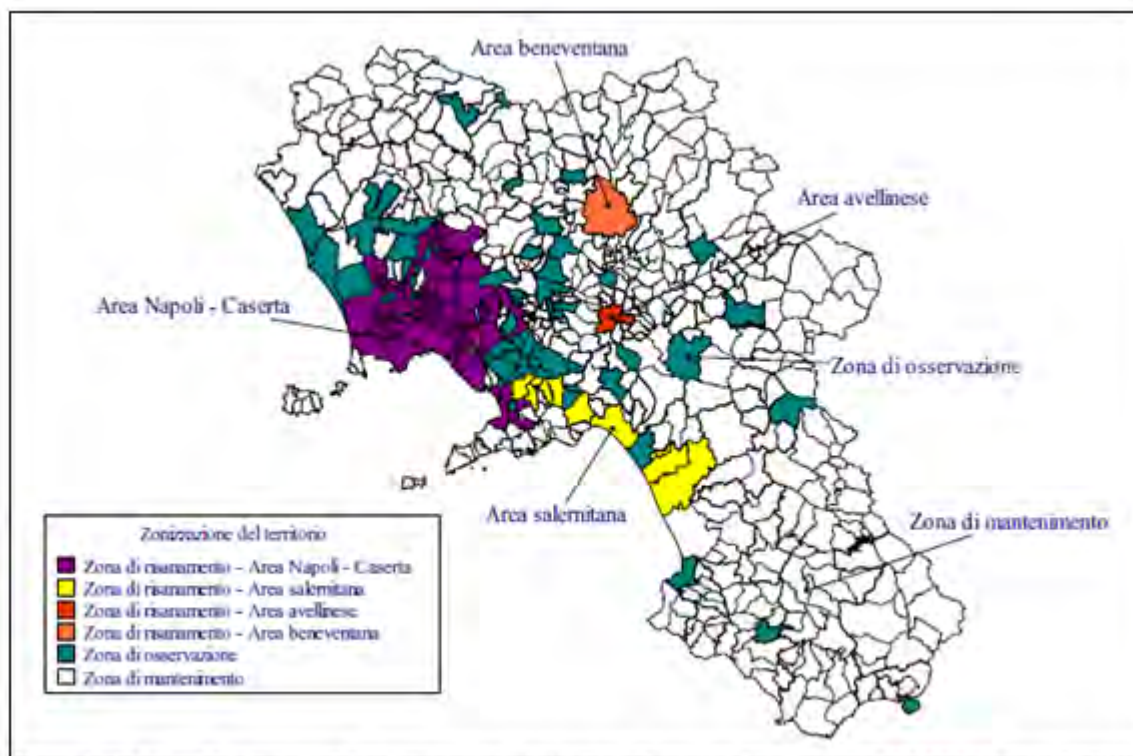 Area beneventana
Area avellinese
Area Napoli - Caserta
Zona di osservazione
Area salernitana
Zona di mantenimento
Zonizzazione del territorio
Zona di risanamento - Area Napoli - Caserta
Zona di risanamento - Area salernitana
Zona di risanamento - Area avellinese
Zona di risanamento - Area beneventana
Zona di osservazione
Zona di mantenimento